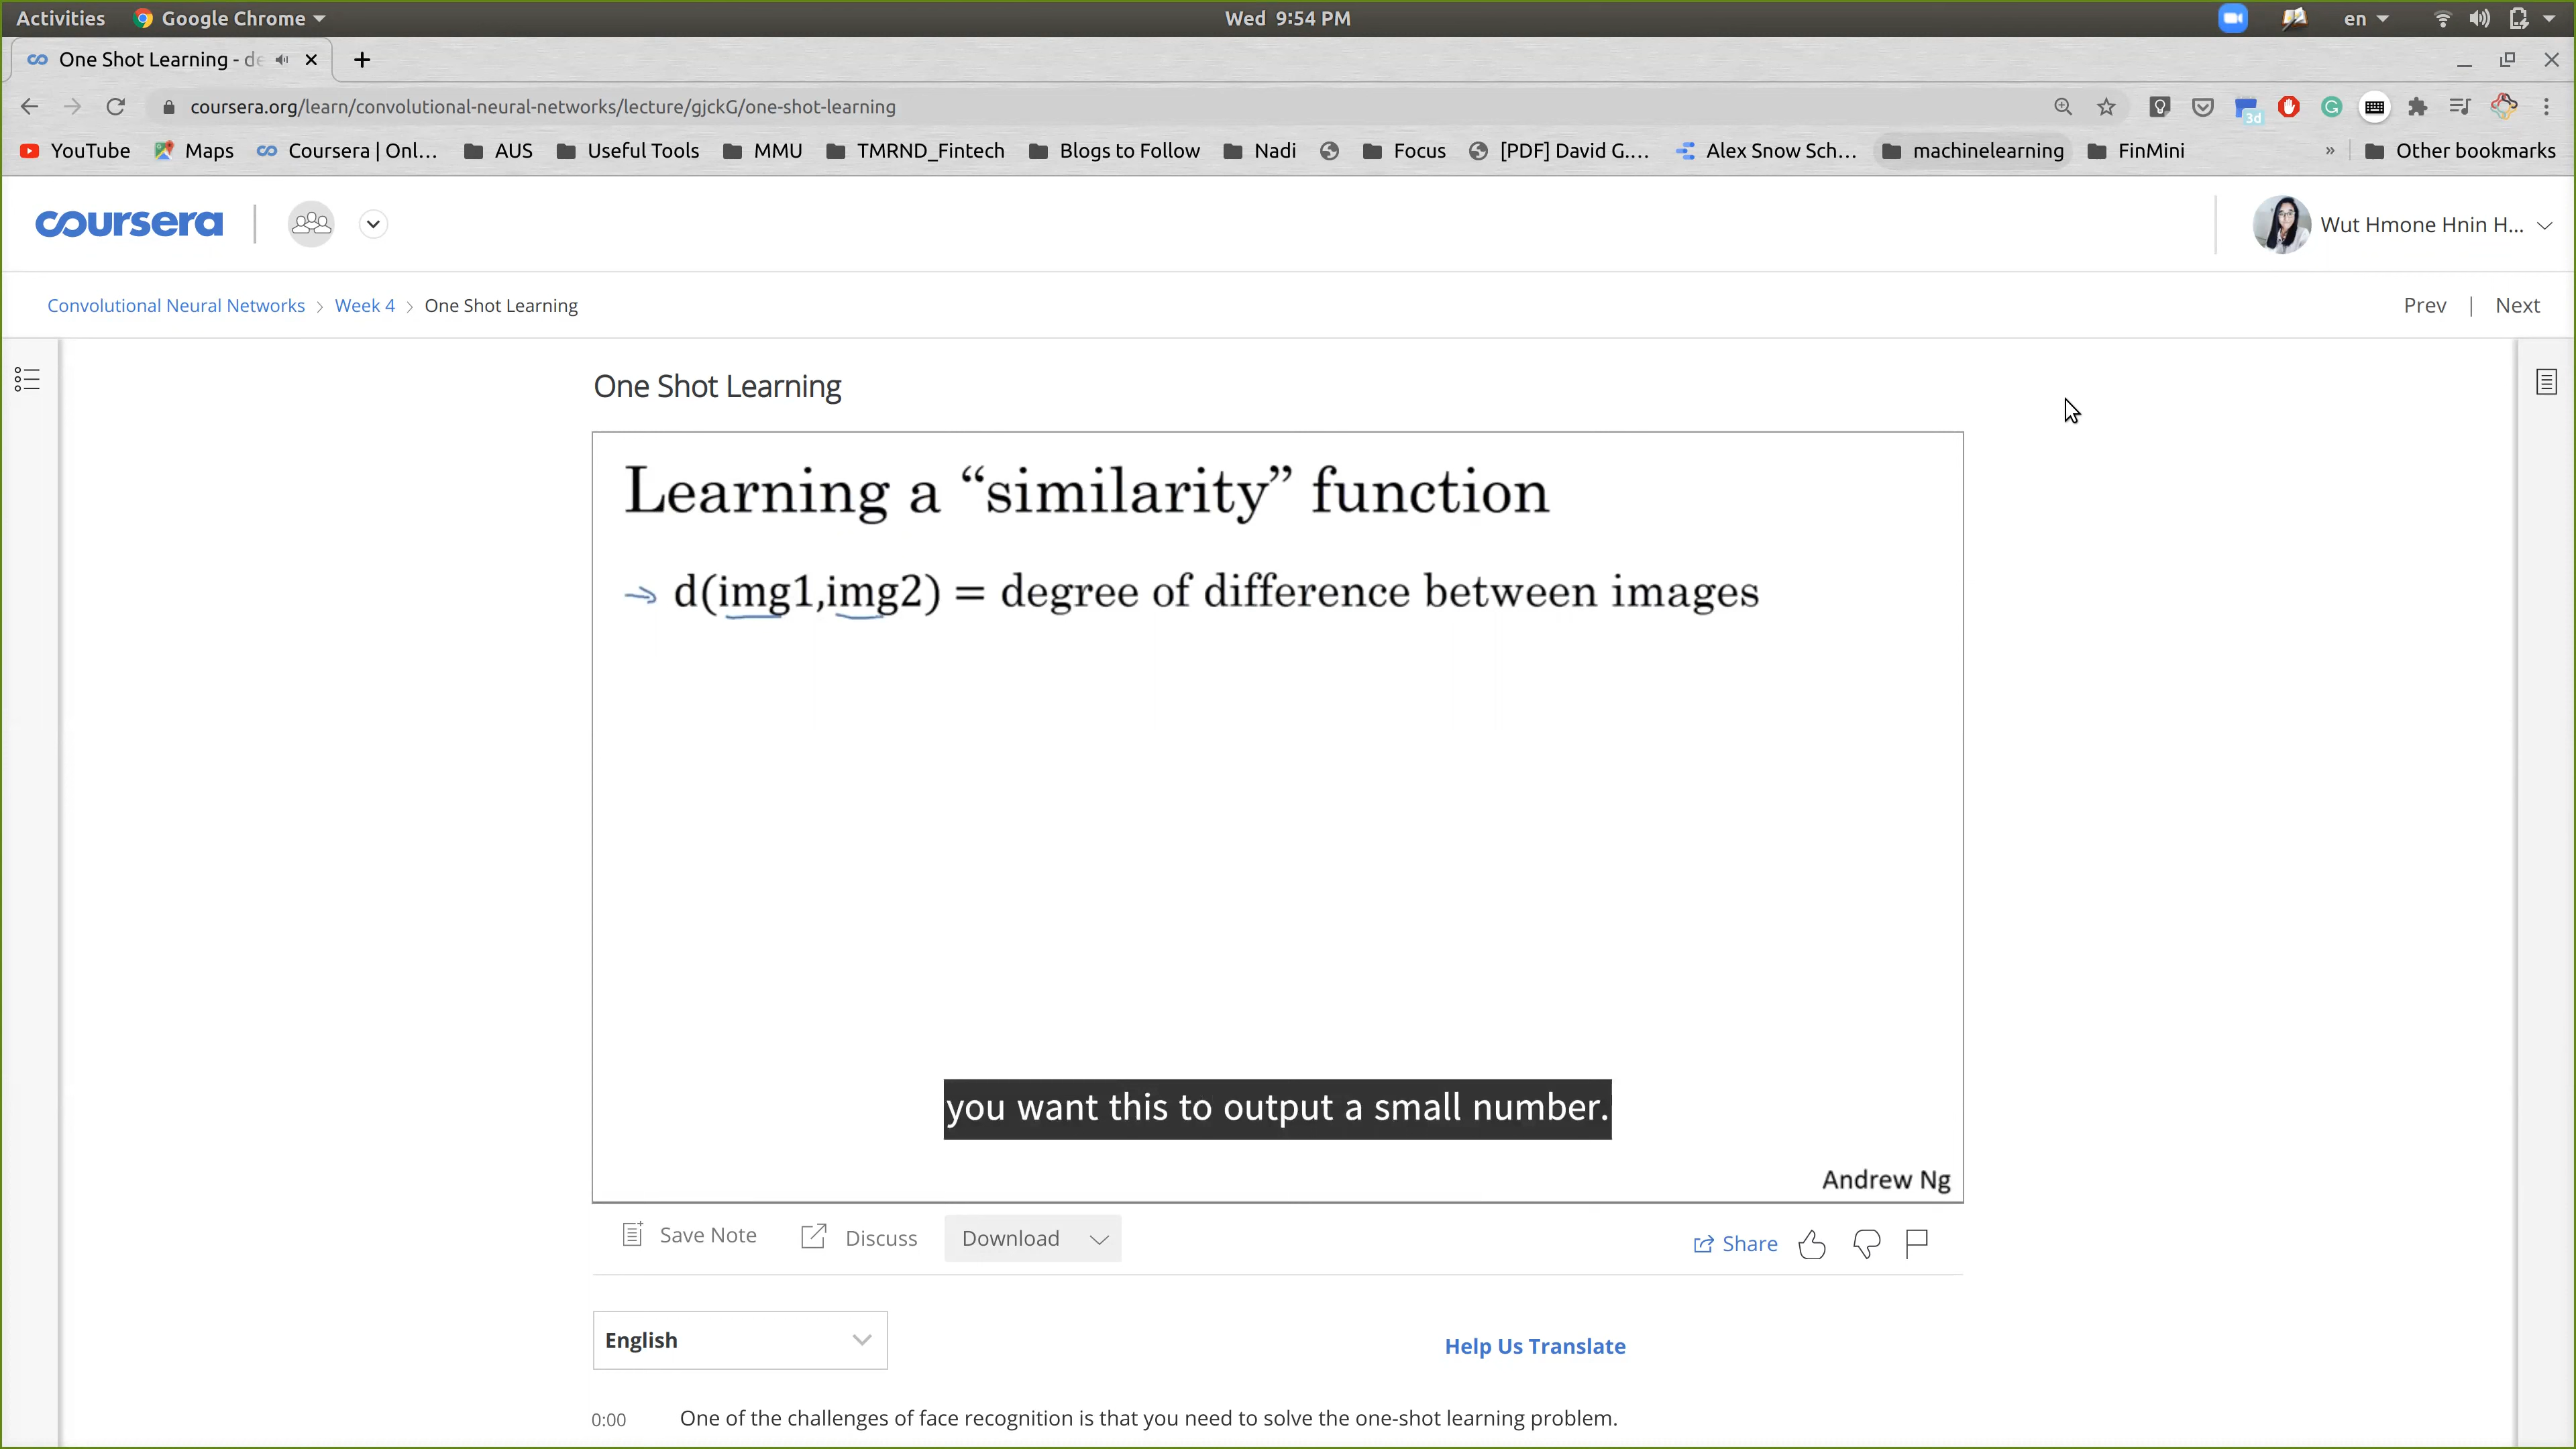 Activities Google Chrome Wed 9:54 PM en
One Shot Learning - de
coursera.org/learn/convolutional-neural-networks/lecture/gjckG/one-shot-learning 3d
YouTube Maps Coursera | Onl... AUS Useful Tools MMU TMRND_Fintech Blogs to Follow Nadi Focus [PDF] David G.... Alex Snow Sch... machinelearning FinMini » Other bookmarks
coursera Wut Hmone Hnin H...
Convolutional Neural Networks > Week 4 > One Shot Learning Prev | Next
One Shot Learning
Learning a “similarity” function
→ d(img1,img2) = degree of difference between images
you want this to output a small number.
Andrew Ng
Save Note Discuss Download Share
English Help Us Translate
0:00 One of the challenges of face recognition is that you need to solve the one-shot learning problem.